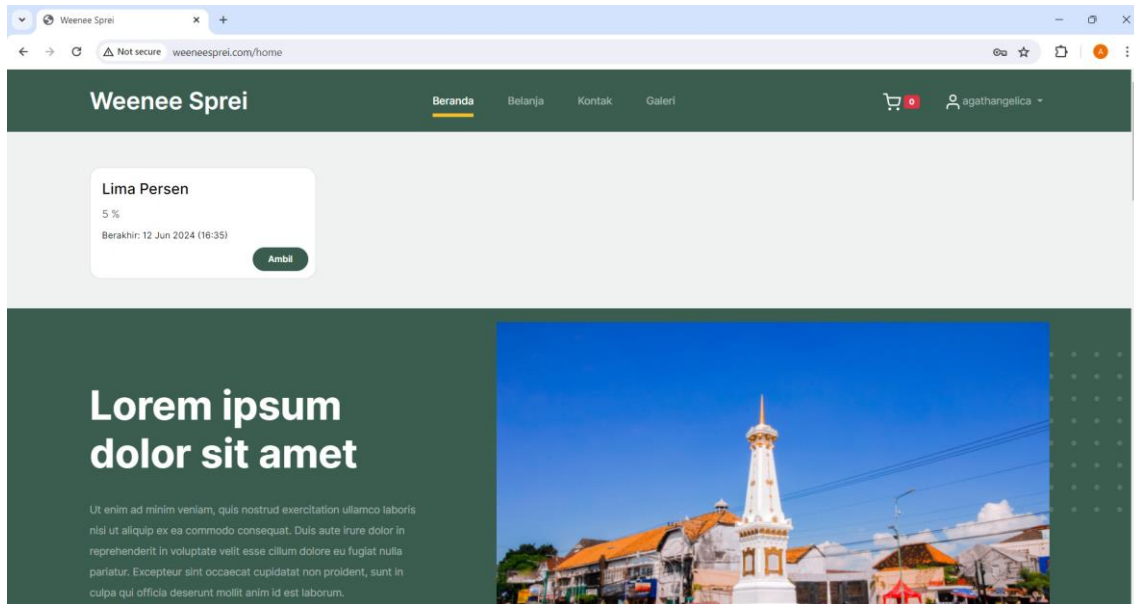 Weenee Sprei
Not secure weeneesprei.com/home
A
Weenee Sprei
Beranda Belanja Kontak Galeri 0 agathangelica
Lima Persen
5 %
Berakhir: 12 Jun 2024 (16:35)
Ambil
Lorem ipsum
dolor sit amet
Ut enim ad minim veniam, quis nostrud exercitation ullamco laboris
nisi ut aliquip ex ea commodo consequat. Duis aute irure dolor in
reprehenderit in voluptate velit esse cillum dolore eu fugiat nulla
pariatur. Excepteur sint occaecat cupidatat non proident, sunt in
culpa qui officia deserunt mollit anim id est laborum.